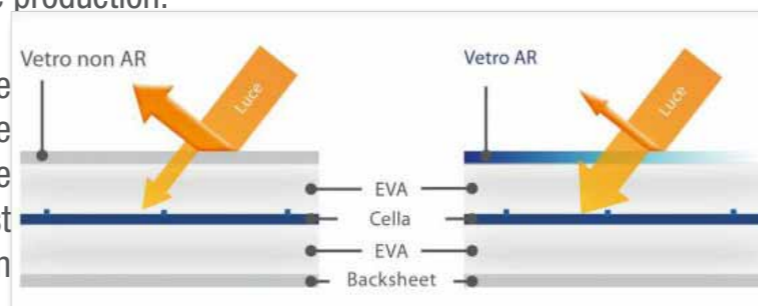 production.
Vetro non AR
Luce
Vetro AR
Luce
EVA
Cella
EVA
Backsheet